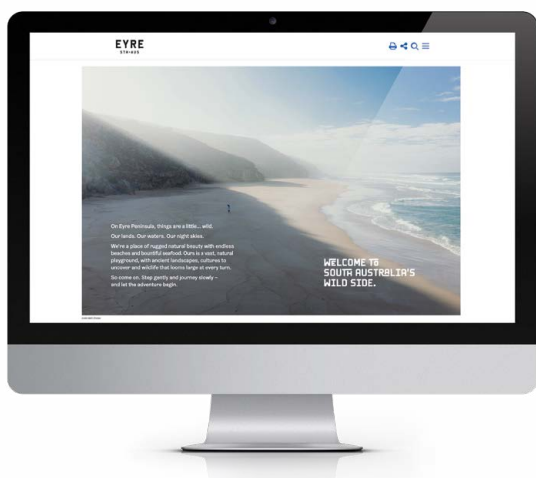 EYRE
STH AUS
On Eyre Peninsula, things are a little... wild.
Our lands. Our waters. Our night skies.
We're a place of rugged natural beauty with endless
beaches and bountiful seafood. Ours is a vast, natural
playground, with ancient landscapes, cultures to
uncover and wildlife that looms large at every turn.
So come on. Step gently and journey slowly –
and let the adventure begin.
WELCOME TO
SOUTH AUSTRALIA'S
WILD SIDE.